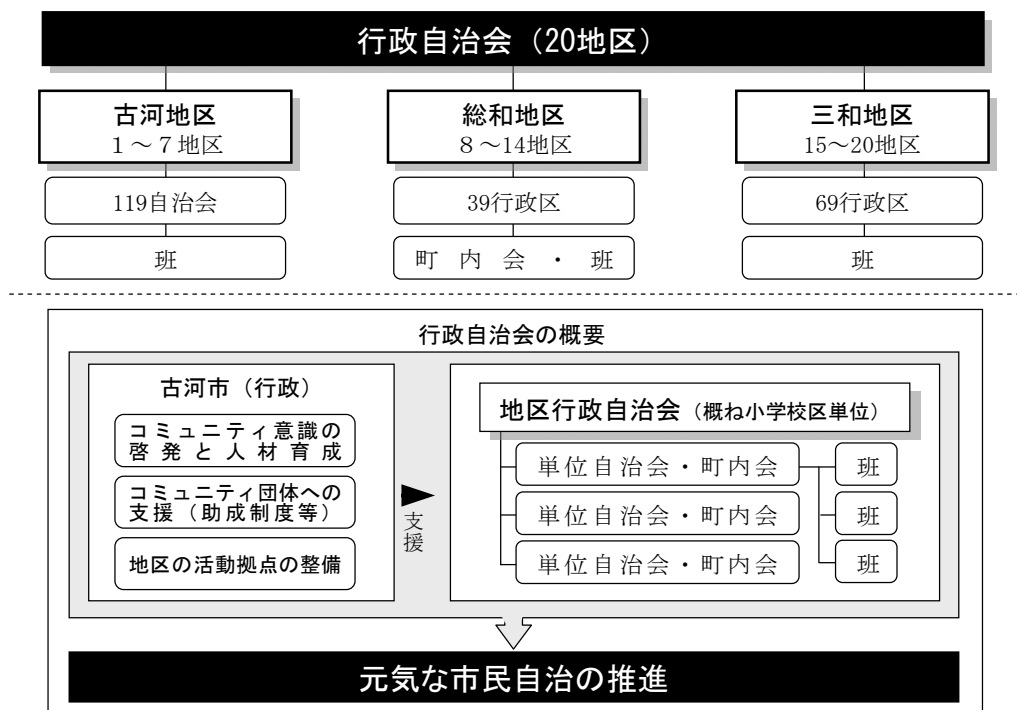 行政自治会（20地区）
古河地区
1～7地区
119自治会
班
総和地区
8～14地区
39行政区
町内会・班
三和地区
15～20地区
69行政区
班
行政自治会の概要
古河市（行政）
コミュニティ意識の
啓発と人材育成
コミュニティ団体への
支援（助成制度等）
地区の活動拠点の整備
支援
地区行政自治会（概ね小学校区単位）
単位自治会・町内会
班
単位自治会・町内会
班
単位自治会・町内会
班
元気な市民自治の推進